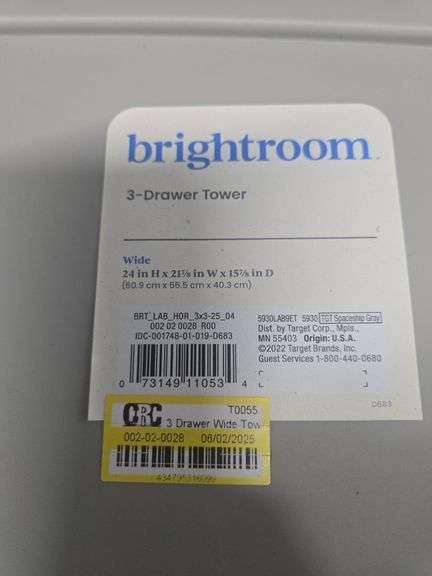 brightroom
3-Drawer Tower
Wide
24 in H x 21⅞ in W x 15⅞ in D
(60.9 cm x 55.5 cm x 40.3 cm)
BRT_LAB_HOR_3x3-25_04
002 02 0028 R00
IDC-001748-01-019-D683
0 73149 11053 4
5930LAB9ET 5930 TGT Spaceship Gray
Dist. by Target Corp., Mpls.,
MN 55403 Origin: U.S.A.
©2022 Target Brands, Inc.
Guest Services 1-800-440-0680
D683
CRC T0055
3 Drawer Wide Tow
002-02-0028 06/02/2025